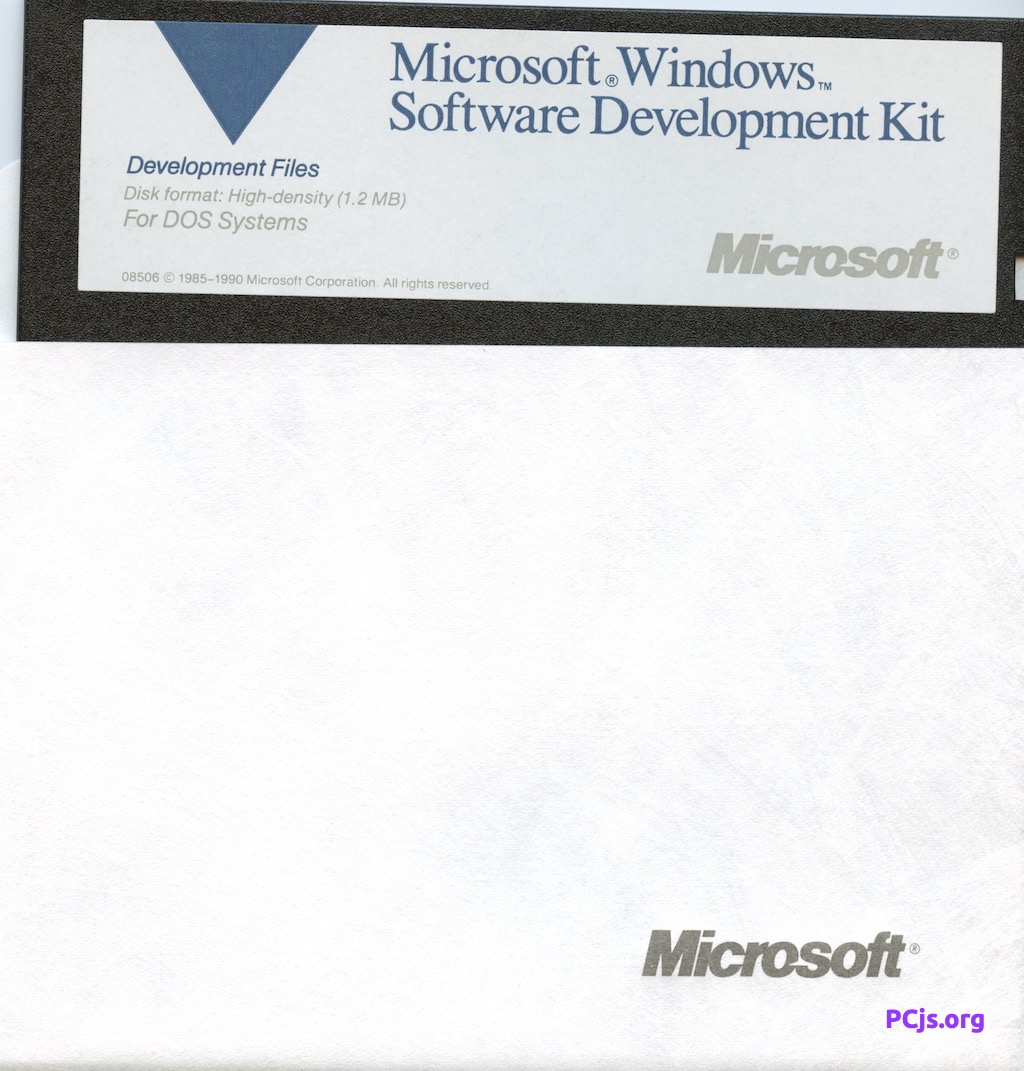 Microsoft® Windows™
Software Development Kit
Development Files
Disk format: High-density (1.2 MB)
For DOS Systems
Microsoft®
08506 © 1985–1990 Microsoft Corporation. All rights reserved.
Microsoft®
PCjs.org